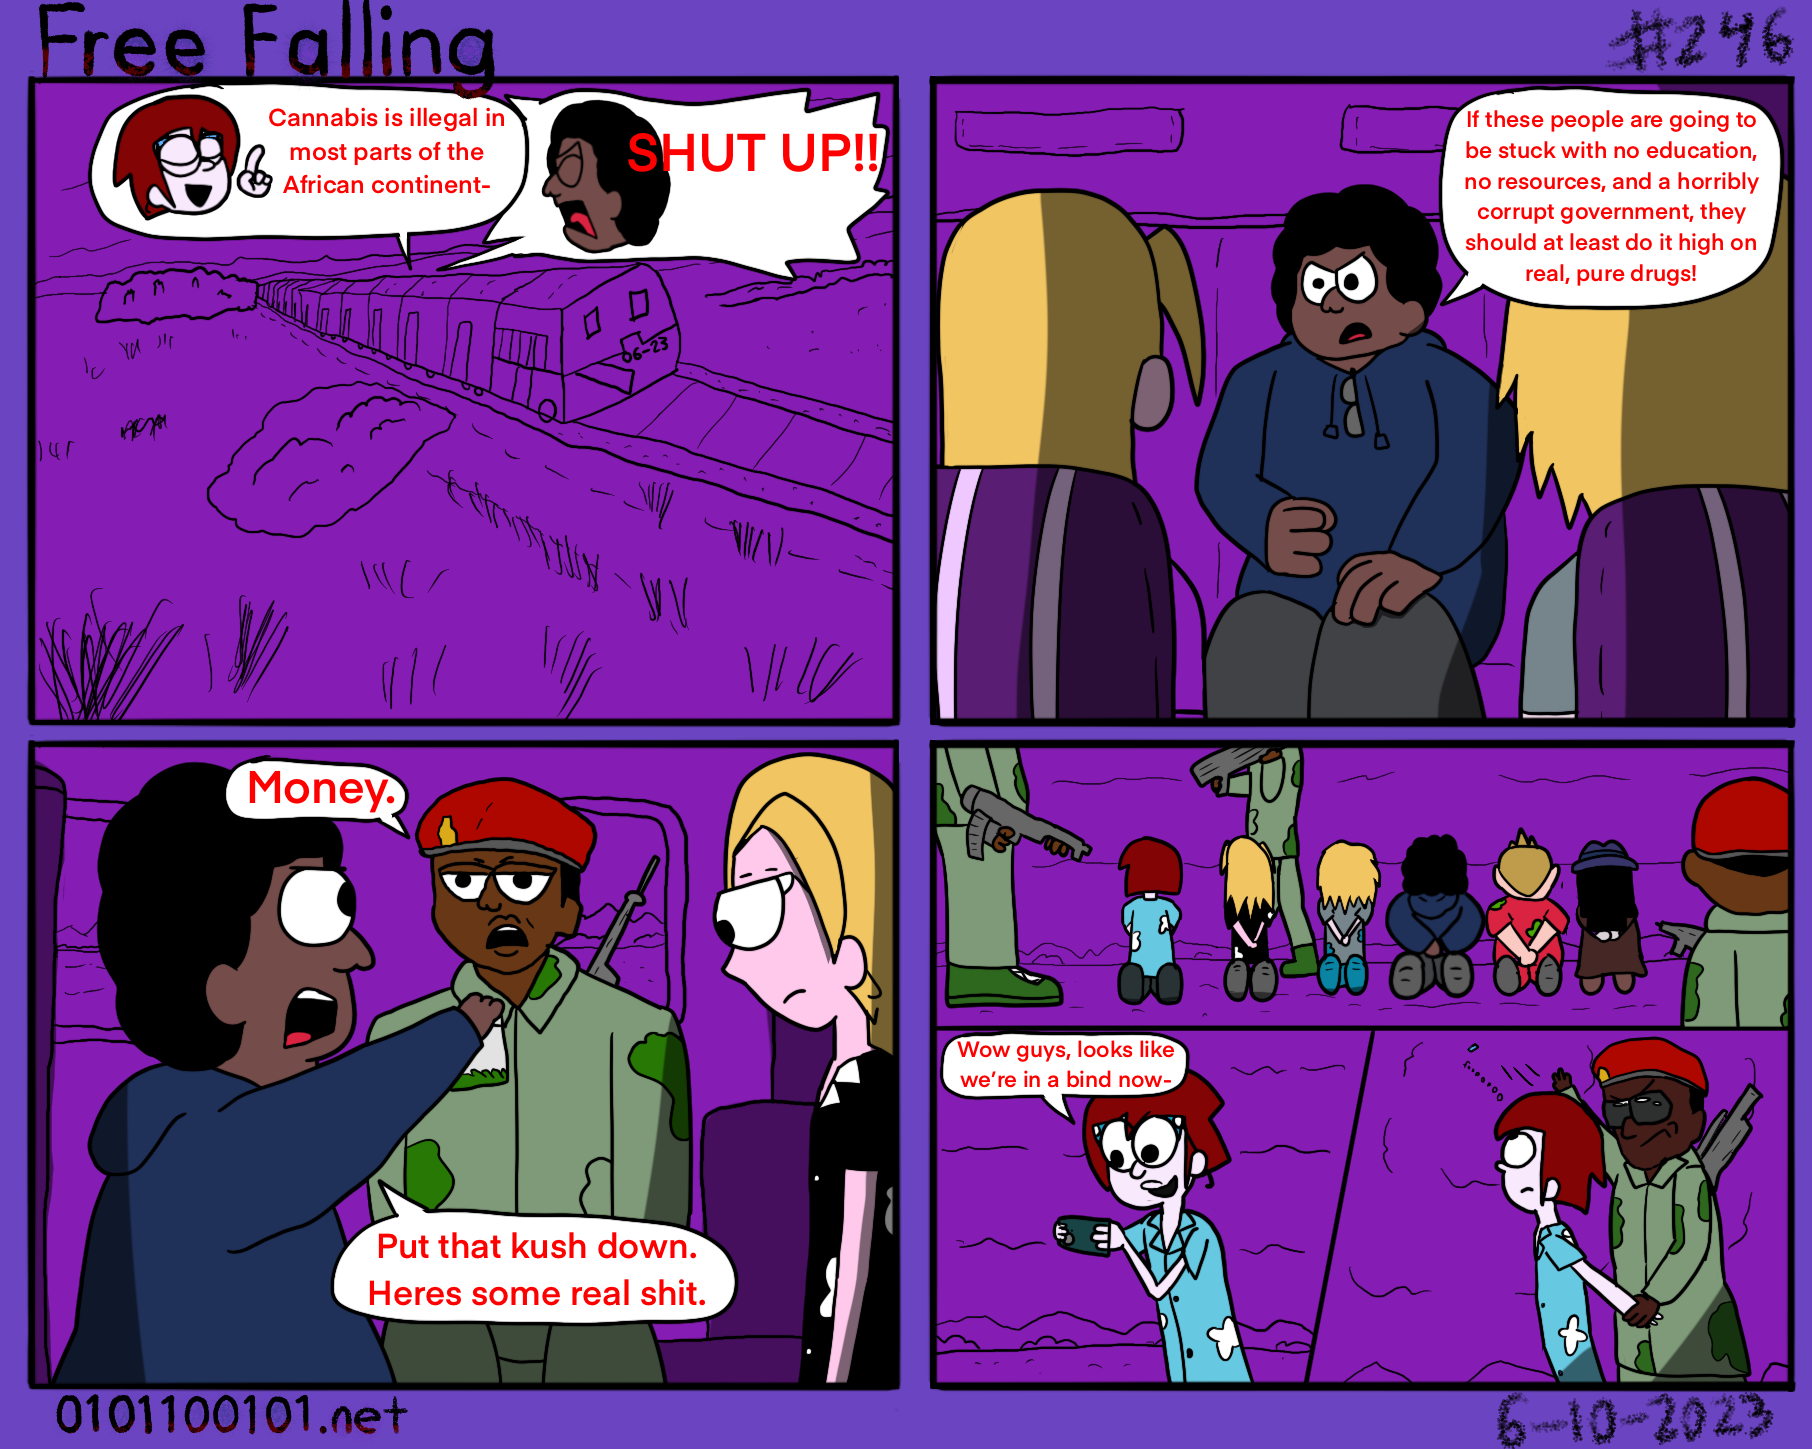 Free Falling
#246
Cannabis is illegal in
most parts of the
African continent-
SHUT UP!!
06-23
If these people are going to
be stuck with no education,
no resources, and a horribly
corrupt government, they
should at least do it high on
real, pure drugs!
Money.
Put that kush down.
Heres some real shit.
Wow guys, looks like
we're in a bind now-
0101100101.net
6-10-2023